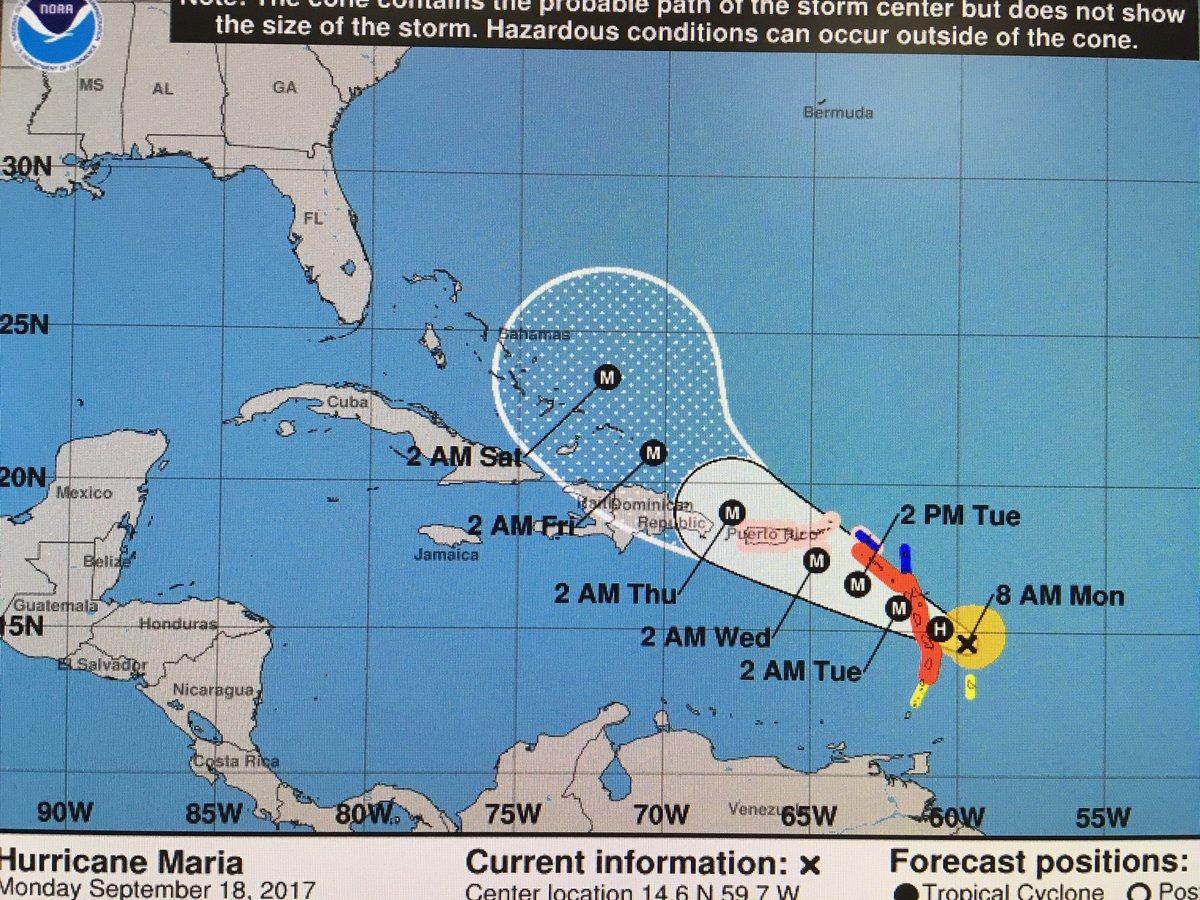 NOAA
Note: The cone contains the probable path of the storm center but does not show
the size of the storm. Hazardous conditions can occur outside of the cone.
MS
AL
GA
Bermuda
30N
FL
25N
Bahamas
M
Cuba
2 AM Sat
M
20N
Mexico
Dominican
Republic
2 AM Fri
M
Puerto Rico
2 PM Tue
Jamaica
Belize
M
M
2 AM Thu
8 AM Mon
Guatemala
M
15N
Honduras
H
2 AM Wed
El Salvador
2 AM Tue
Nicaragua
Costa Rica
90W
85W
80W
75W
70W
Venezu
65W
60W
55W
Hurricane Maria
Monday September 18, 2017
Current information: x
Center location 14.6 N 59.7 W
Forecast positions:
Tropical Cyclone
Pos